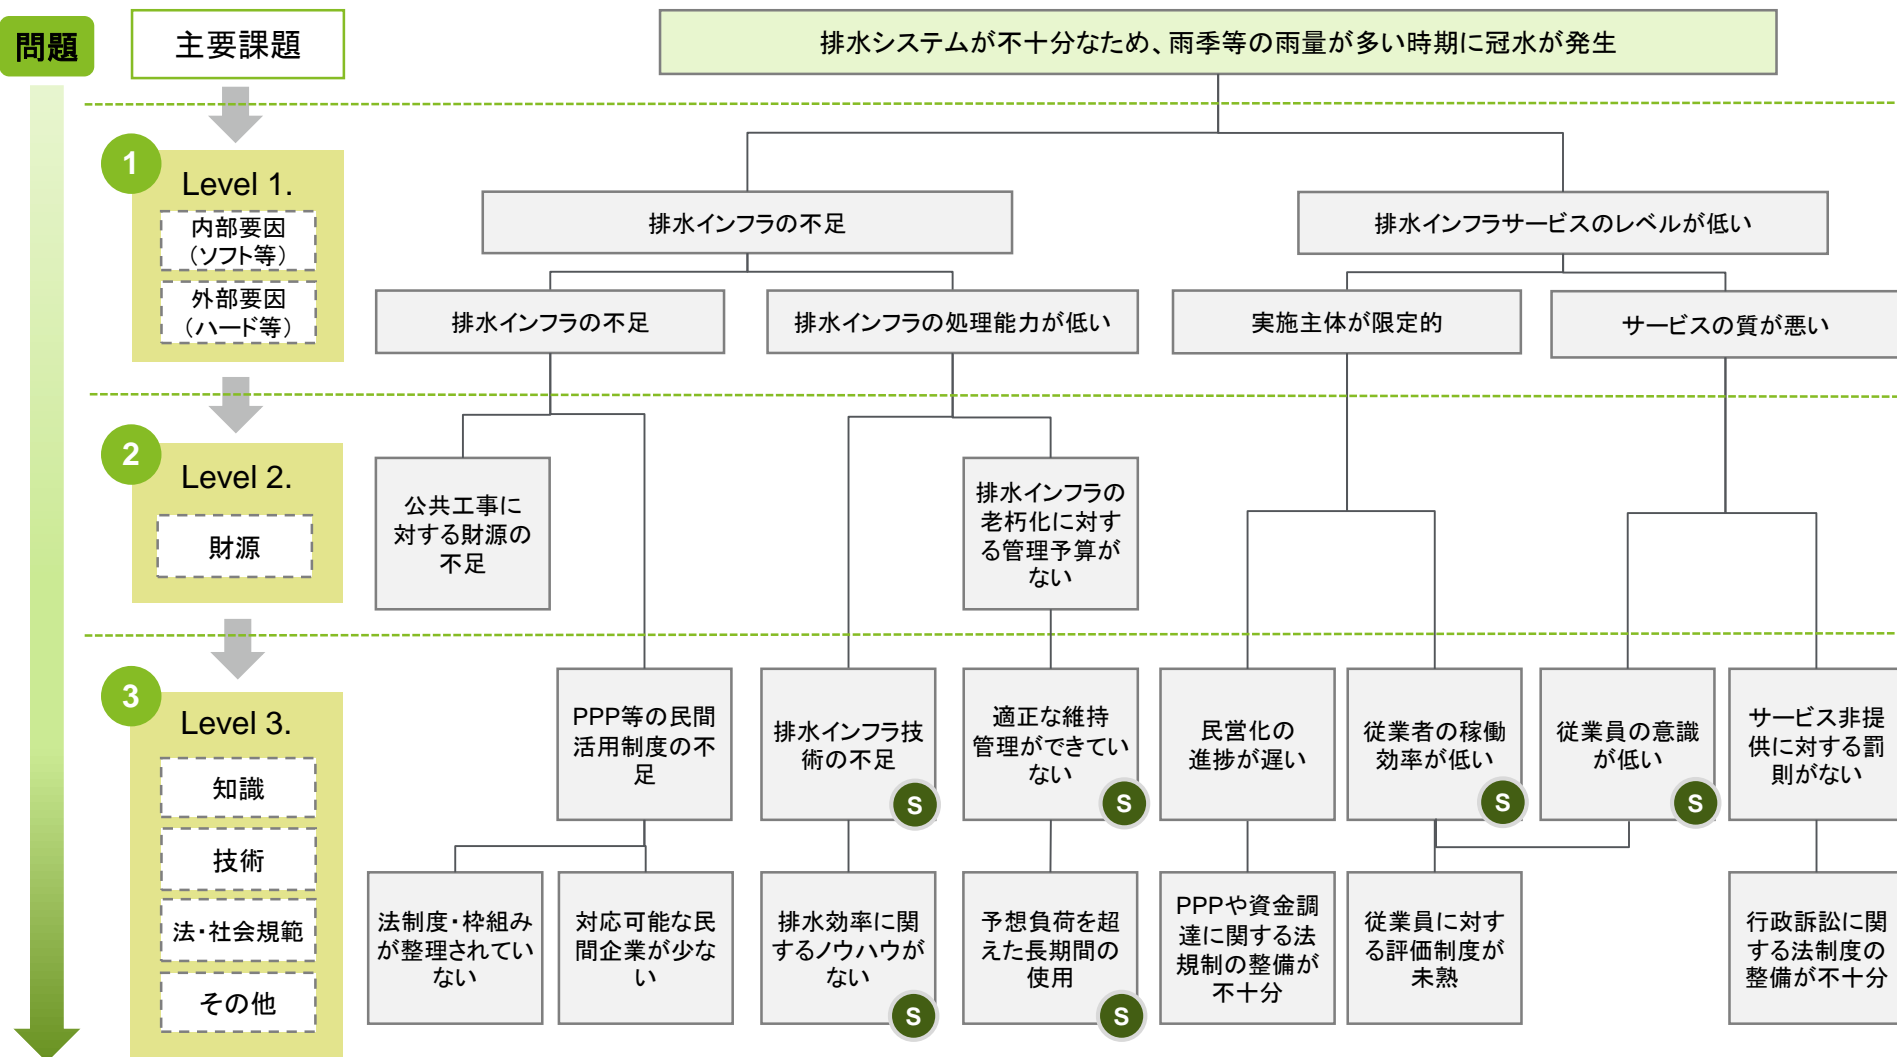 問題
主要課題
排水システムが不十分なため、雨季等の雨量が多い時期に冠水が発生
1
Level 1.
内部要因
（ソフト等）
外部要因
（ハード等）
排水インフラの不足
排水インフラサービスのレベルが低い
排水インフラの不足
排水インフラの処理能力が低い
実施主体が限定的
サービスの質が悪い
2
Level 2.
財源
公共工事に
対する財源の
不足
排水インフラの
老朽化に対す
る管理予算が
ない
3
Level 3.
知識
技術
法・社会規範
その他
PPP等の民間
活用制度の不
足
排水インフラ技
術の不足
S
適正な維持
管理ができてい
ない
S
民営化の
進捗が遅い
従業者の稼働
効率が低い
S
従業員の意識
が低い
S
サービス非提
供に対する罰
則がない
法制度・枠組み
が整理されてい
ない
対応可能な民
間企業が少な
い
排水効率に関
するノウハウが
ない
S
予想負荷を超
えた長期間の
使用
S
PPPや資金調
達に関する法
規制の整備が
不十分
従業員に対す
る評価制度が
未熟
行政訴訟に関
する法制度の
整備が不十分